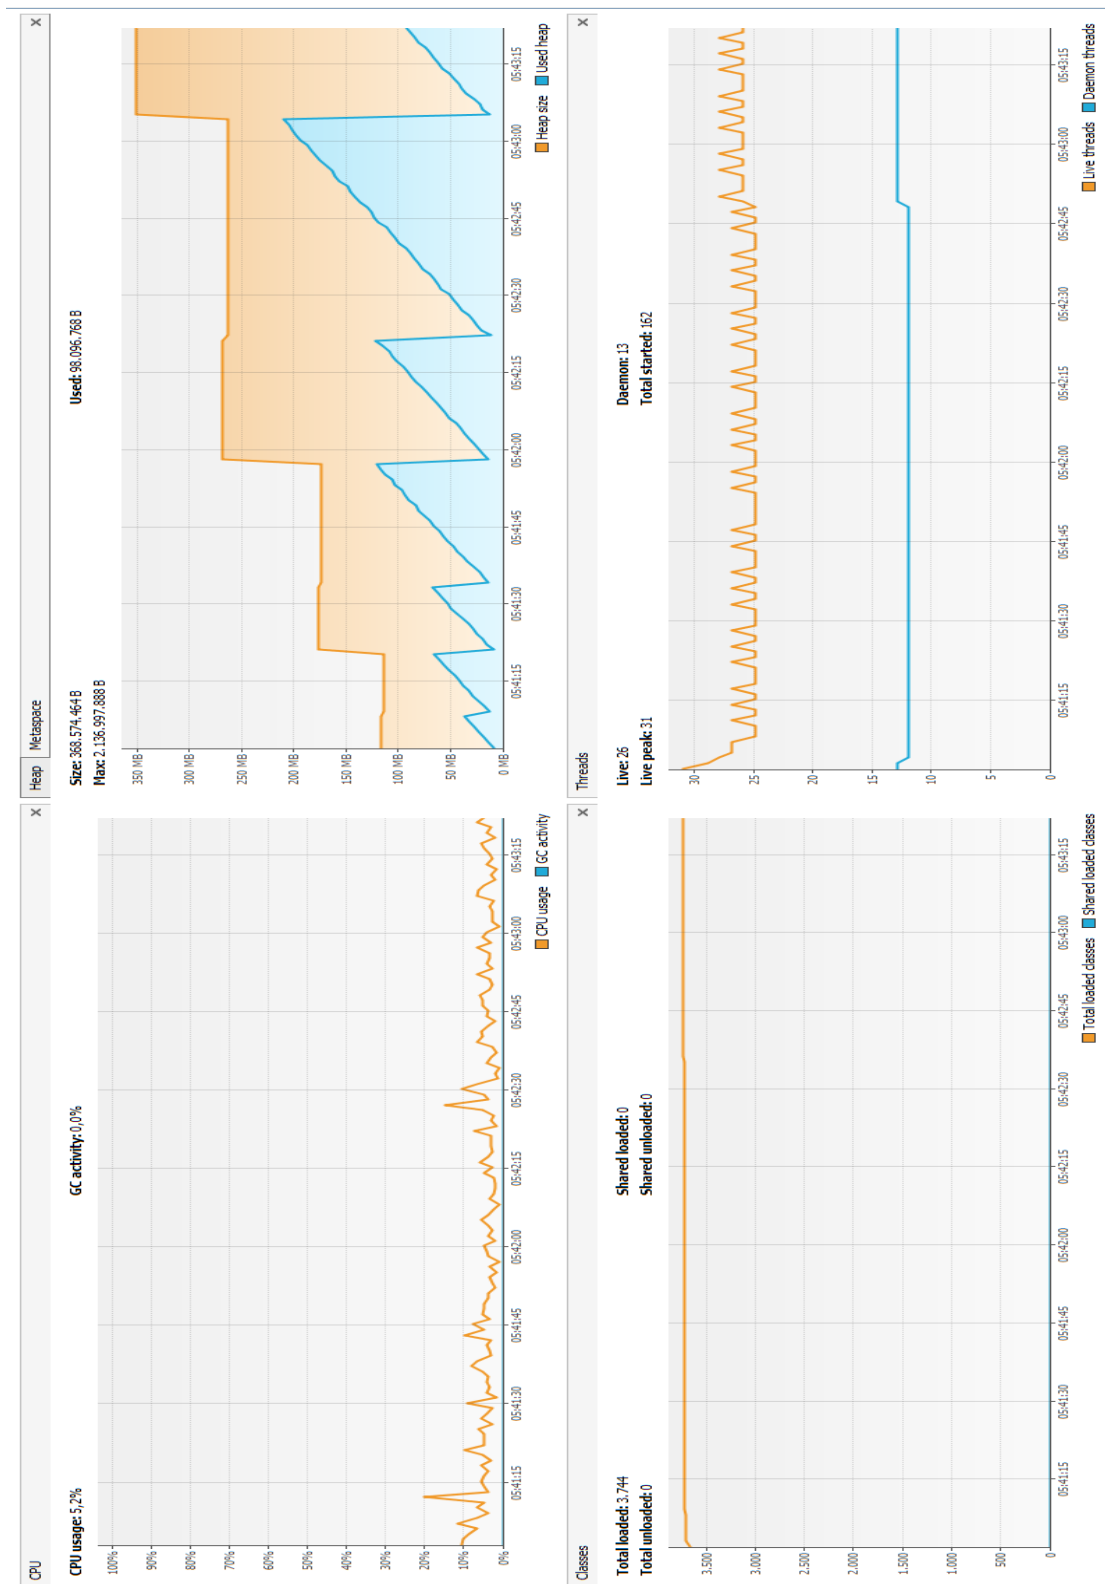 CPU x
CPU usage: 5,2% GC activity: 0,0%
100%
90%
80%
70%
60%
50%
40%
30%
20%
10%
0%
05:41:15 05:41:30 05:41:45 05:42:00 05:42:15 05:42:30 05:42:45 05:43:00 05:43:15
CPU usage GC activity
Heap Metaspace x
Size: 368.574.464 B Used: 98.096.768 B
Max: 2.136.997.888 B
350 MB
300 MB
250 MB
200 MB
150 MB
100 MB
50 MB
0 MB
05:41:15 05:41:30 05:41:45 05:42:00 05:42:15 05:42:30 05:42:45 05:43:00 05:43:15
Heap size Used heap
Classes x
Total loaded: 3.744 Shared loaded: 0
Total unloaded: 0 Shared unloaded: 0
3.500
3.000
2.500
2.000
1.500
1.000
500
0
05:41:15 05:41:30 05:41:45 05:42:00 05:42:15 05:42:30 05:42:45 05:43:00 05:43:15
Total loaded classes Shared loaded classes
Threads x
Live: 26 Daemon: 13
Live peak: 31 Total started: 162
30
25
20
15
10
5
0
05:41:15 05:41:30 05:41:45 05:42:00 05:42:15 05:42:30 05:42:45 05:43:00 05:43:15
Live threads Daemon threads